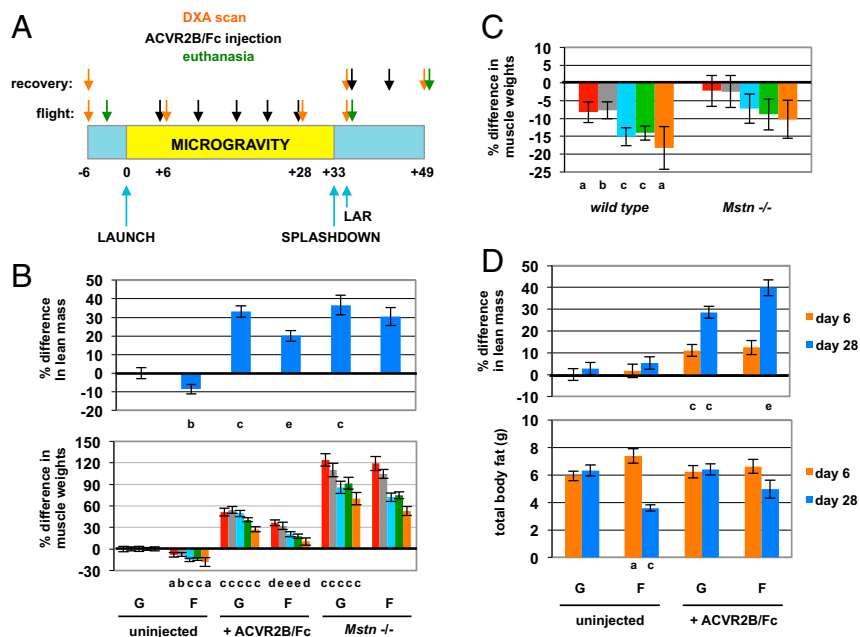 A
DXA scan
ACVR2B/Fc injection
euthanasia
recovery:
flight:
MICROGRAVITY
-6 0 +6 +28 +33 +49
LAR
LAUNCH SPLASHDOWN
B
% difference
In lean mass
50
40
30
20
10
0
-10
-20
b c e c
% difference in
muscle weights
150
120
90
60
30
0
-30
a b c c a c c c c c d e e e d c c c c c
G F G F G F
uninjected + ACVR2B/Fc Mstn -/-
C
% difference in
muscle weights
10
5
0
-5
-10
-15
-20
-25
a b c c a
wild type Mstn -/-
D
% difference
in lean mass
50
40
30
20
10
0
-10
c c e
day 6
day 28
total body fat (g)
10
8
6
4
2
0
a c
day 6
day 28
G F G F
uninjected + ACVR2B/Fc